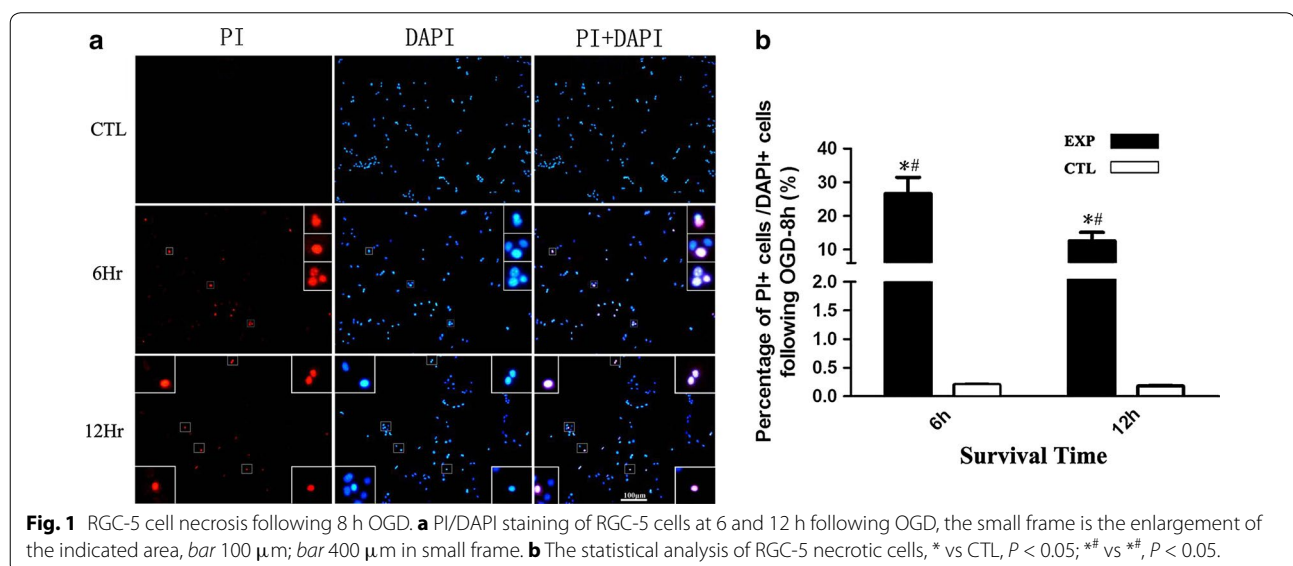 a
PI DAPI PI+DAPI
CTL
6Hr
12Hr
100μm
b
Percentage of PI+ cells /DAPI+ cells
following OGD-8h (%)
40
30
20
10
2.0
1.5
1.0
0.5
0.0
*#
*#
EXP
CTL
6h
12h
Survival Time
Fig. 1 RGC-5 cell necrosis following 8 h OGD. a PI/DAPI staining of RGC-5 cells at 6 and 12 h following OGD, the small frame is the enlargement of
the indicated area, bar 100 μm; bar 400 μm in small frame. b The statistical analysis of RGC-5 necrotic cells, * vs CTL, P < 0.05; *# vs *#, P < 0.05.